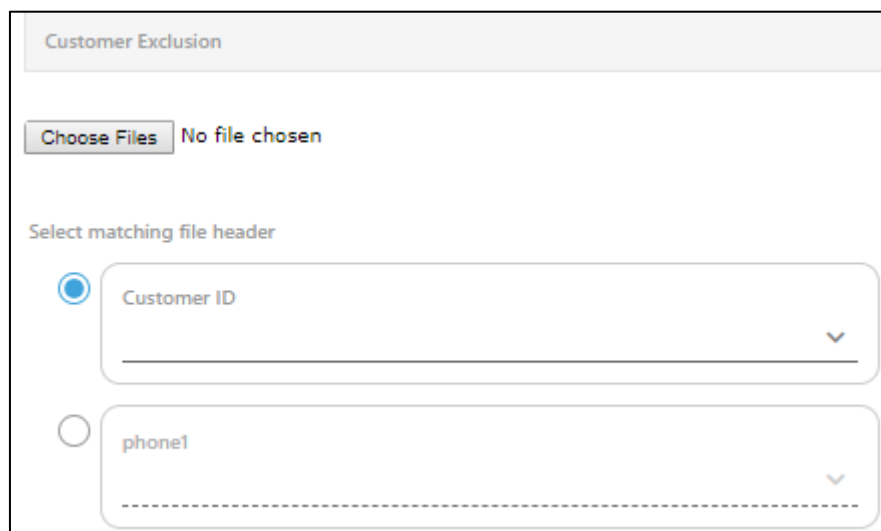 Customer Exclusion
Choose Files No file chosen
Select matching file header
Customer ID
phone1